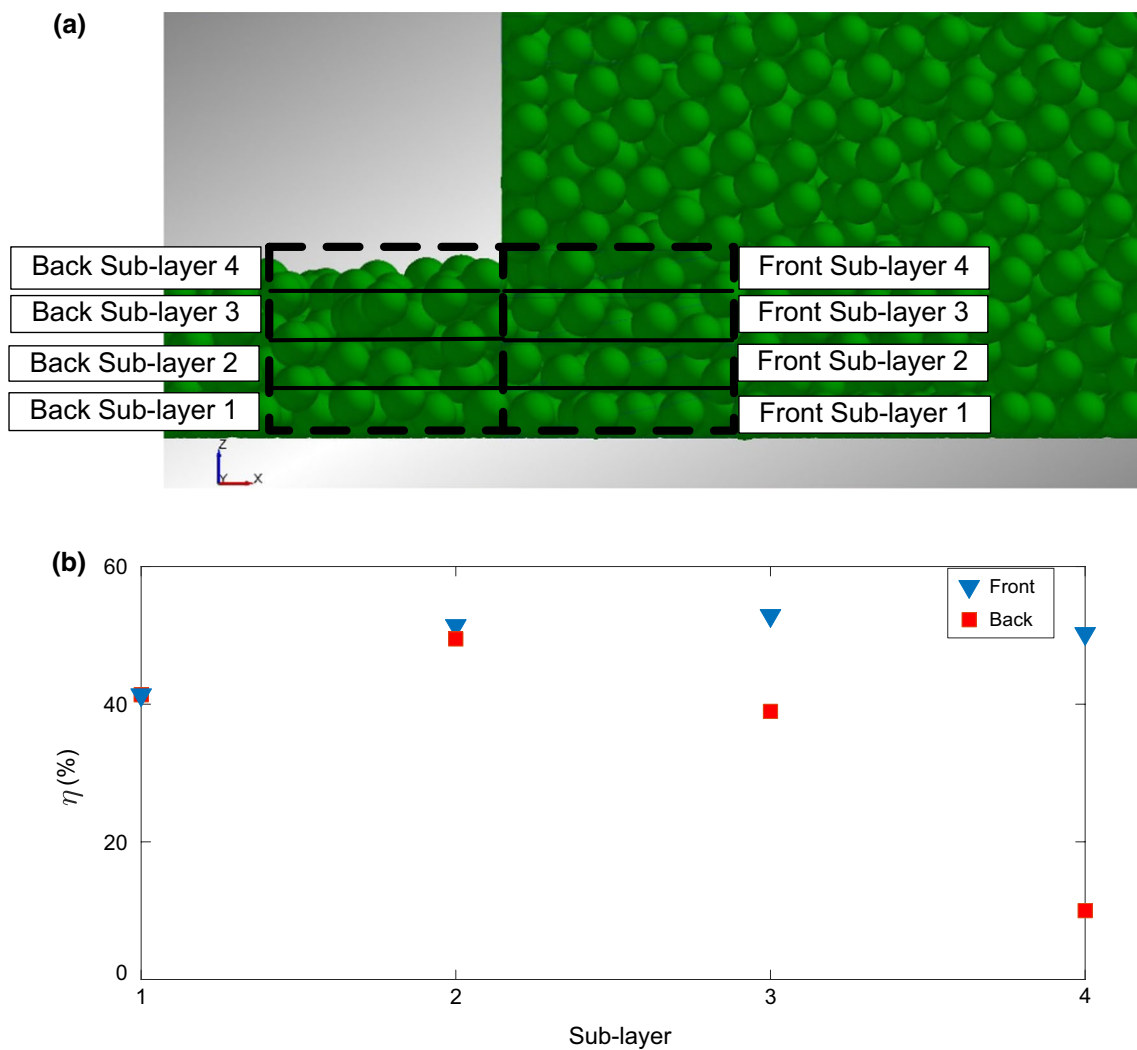 (a)
Back Sub-layer 4
Front Sub-layer 4
Back Sub-layer 3
Front Sub-layer 3
Back Sub-layer 2
Front Sub-layer 2
Back Sub-layer 1
Front Sub-layer 1
Z
Y
X
(b)
60
Front
Back
40
η (%)
20
0
1
2
3
4
Sub-layer